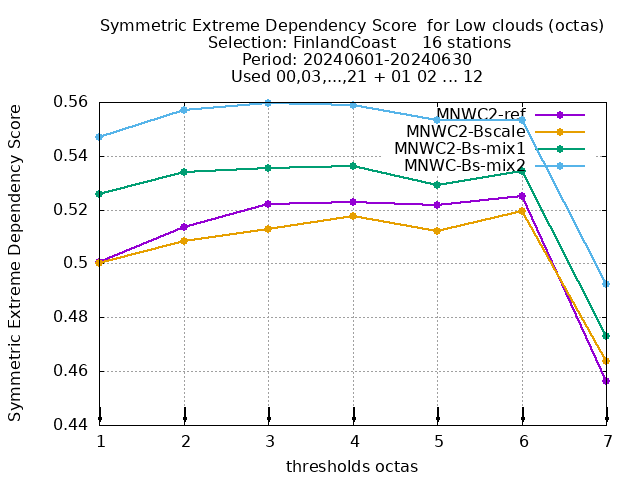 Symmetric Extreme Dependency Score  for Low clouds (octas)
Selection: FinlandCoast     16 stations
Period: 20240601-20240630
Used 00,03,...,21 + 01 02 ... 12
Symmetric Extreme Dependency Score
0.56
0.54
0.52
0.5
0.48
0.46
0.44
MNWC2-ref
MNWC2-Bscale
MNWC2-Bs-mix1
MNWC-Bs-mix2
1 2 3 4 5 6 7
thresholds octas